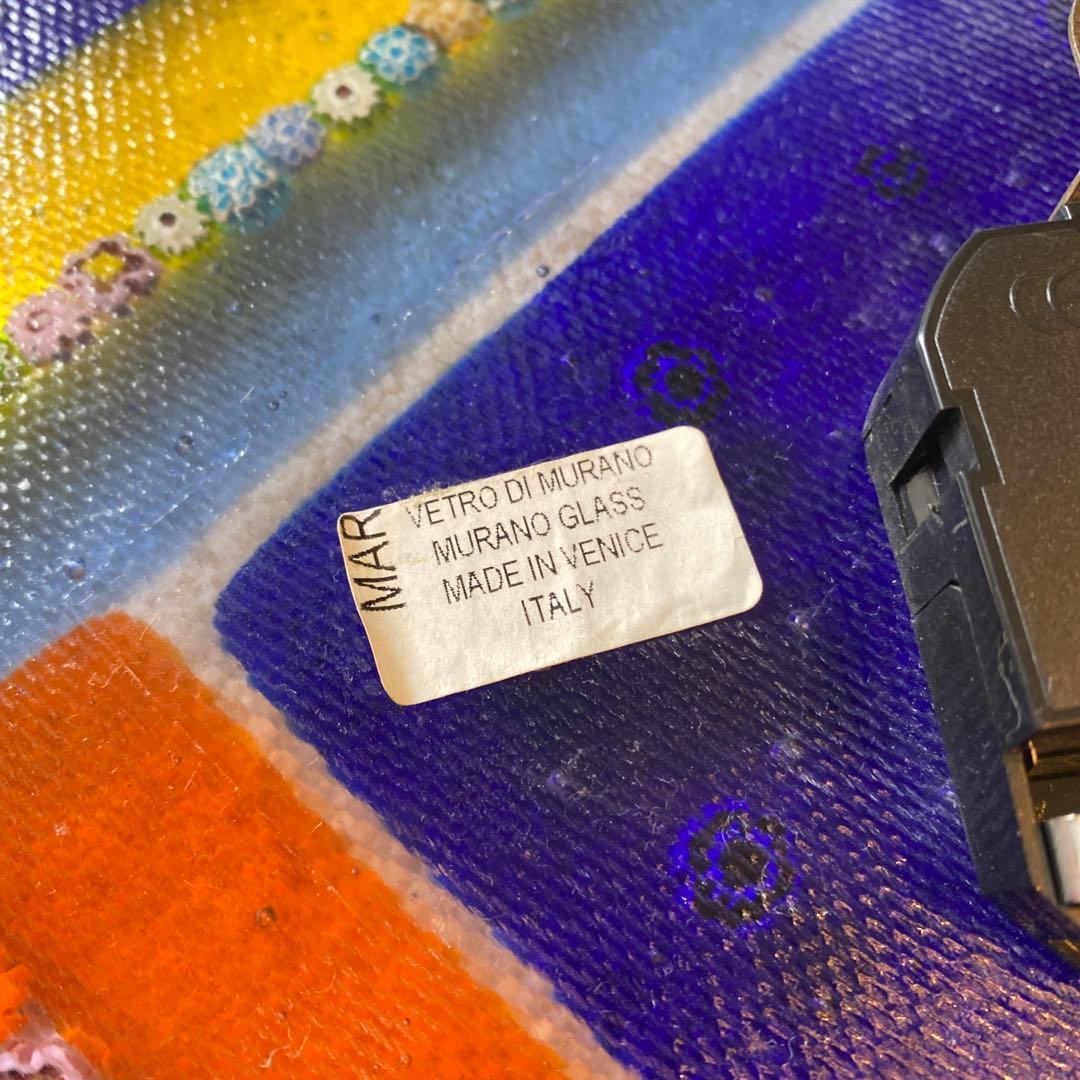 MAR
VETRO DI MURANO
MURANO GLASS
MADE IN VENICE
ITALY